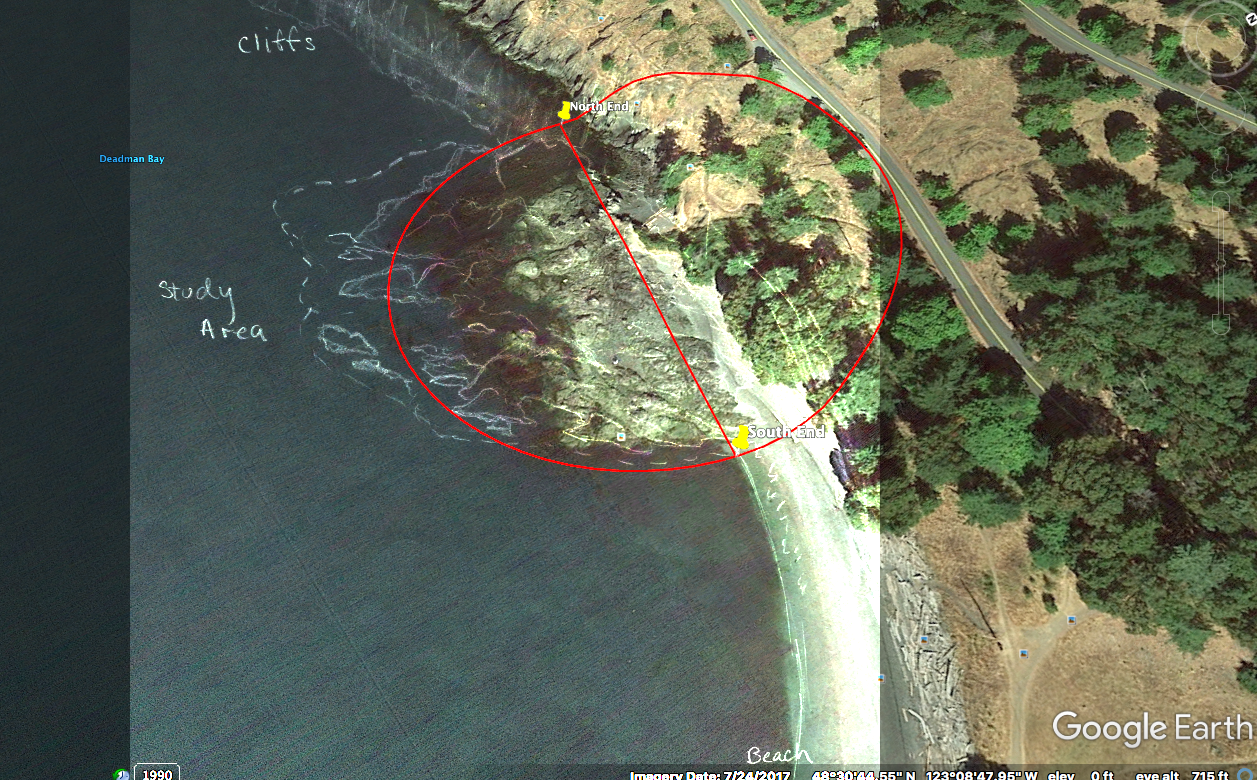 cliffs
North End
Deadman Bay
Study
Area
South End
Beach
Google Earth
1990
Imagery Date: 7/24/2017 48°30'44.55" N 123°08'47.95" W elev 0 ft eye alt 715 ft